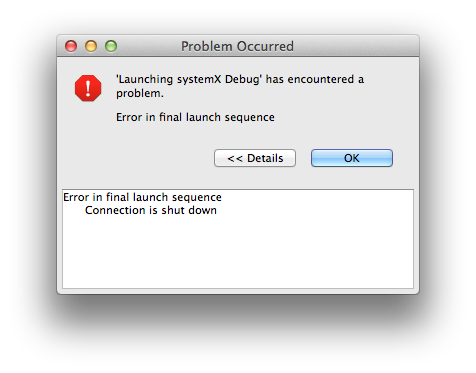 Problem Occurred
'Launching systemX Debug' has encountered a
problem.
Error in final launch sequence
<< Details
OK
Error in final launch sequence
Connection is shut down